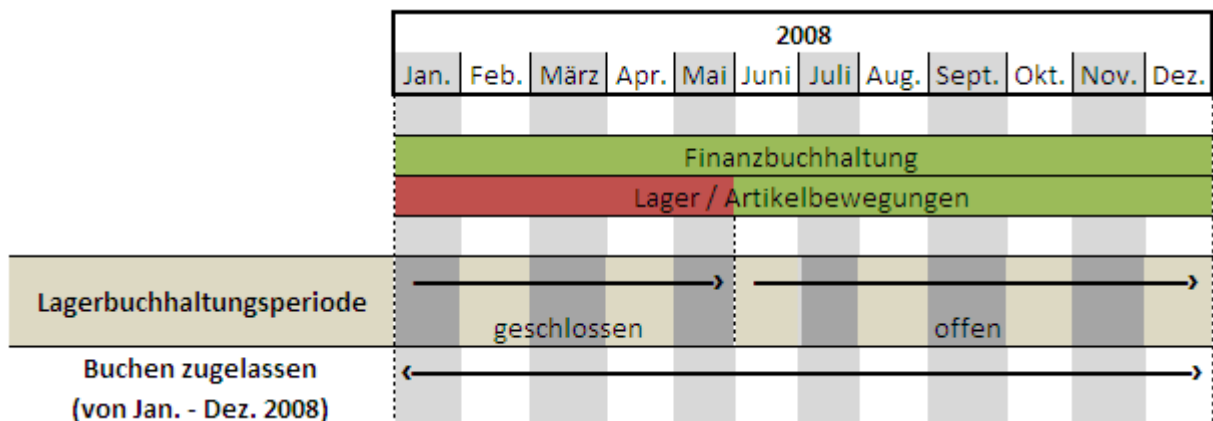 2008
Jan. Feb. März Apr. Mai Juni Juli Aug. Sept. Okt. Nov. Dez.
Finanzbuchhaltung
Lager / Artikelbewegungen
Lagerbuchhaltungsperiode
geschlossen offen
Buchen zugelassen
(von Jan. - Dez. 2008)